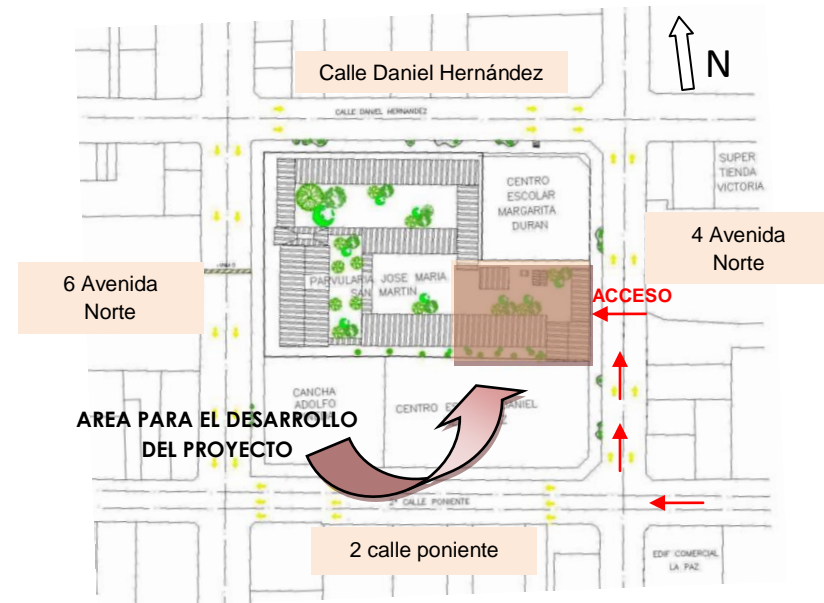 N
Calle Daniel Hernández
CALLE DANIEL HERNANDEZ
SUPER
TIENDA
VICTORIA
CENTRO
ESCOLAR
MARGARITA
DURAN
4 Avenida
Norte
6 Avenida
Norte
PARVULARIA JOSE MARIA
SAN MARTIN
ACCESO
CANCHA
ADOLFO
CENTRO DANIEL
AREA PARA EL DESARROLLO
DEL PROYECTO
2ª CALLE PONIENTE
2 calle poniente
EDIF COMERCIAL
LA PAZ.